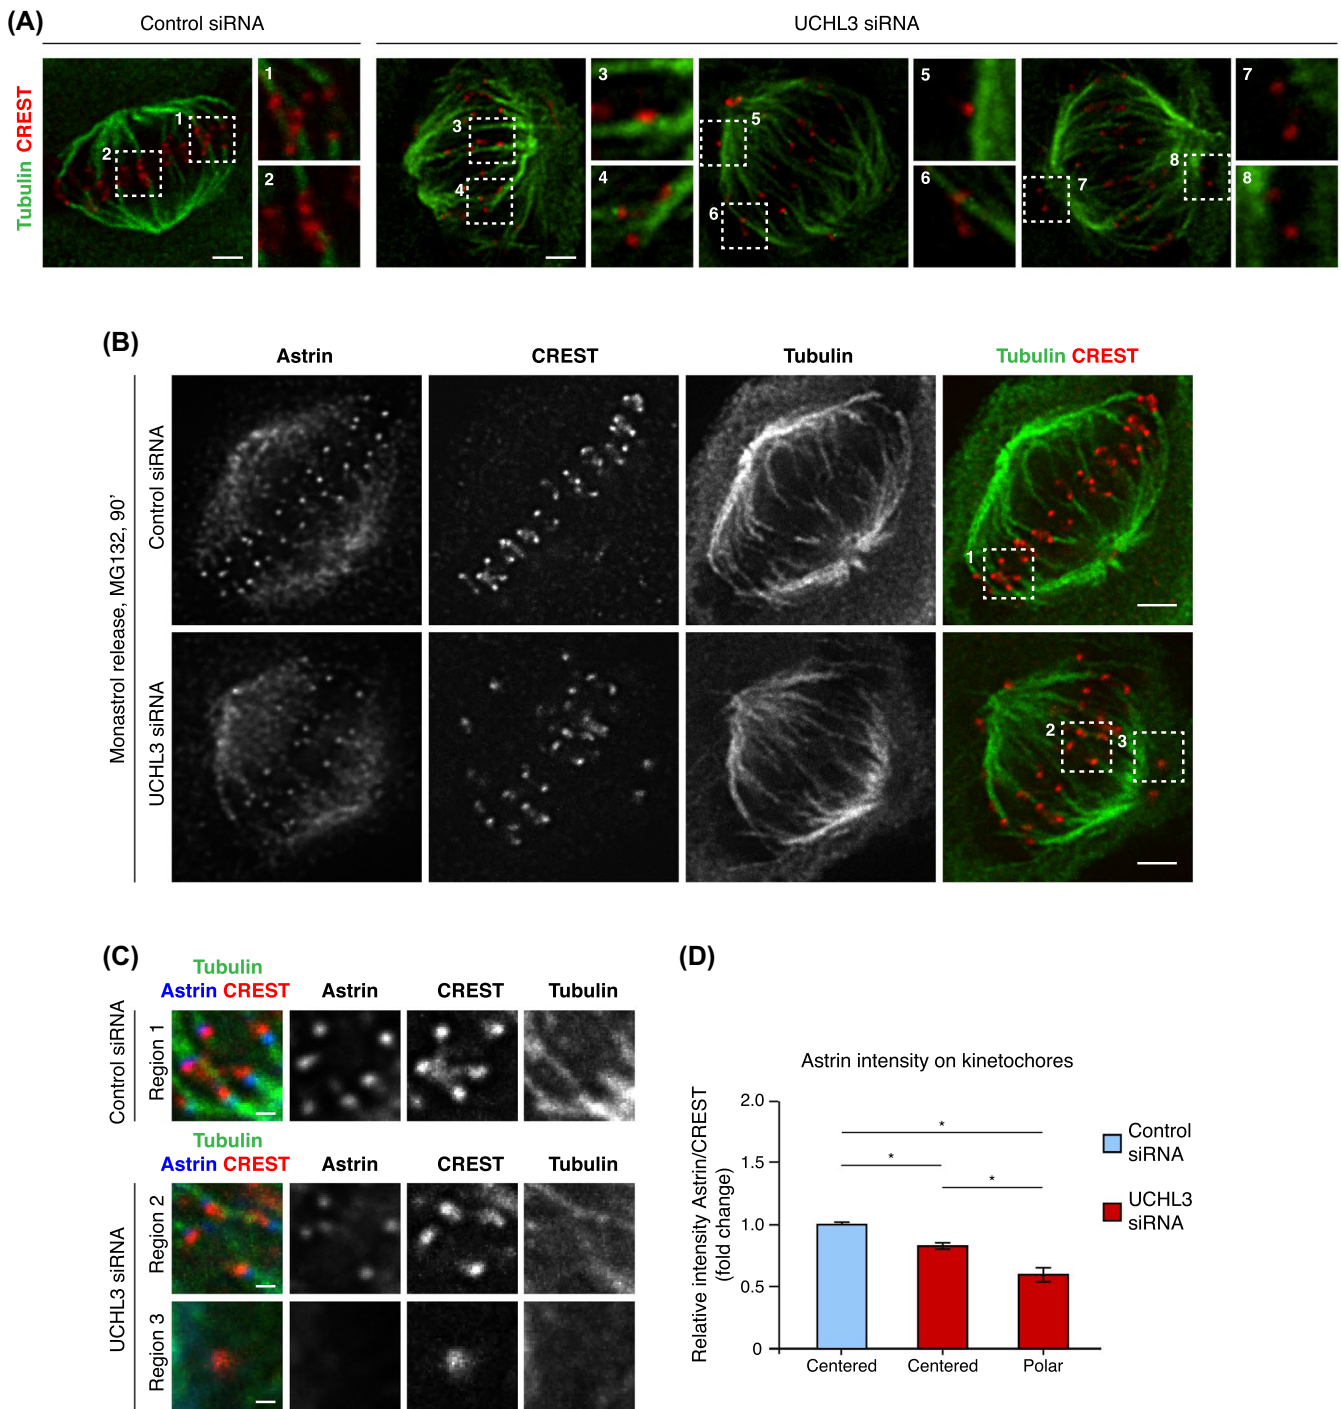 (A)
Control siRNA
UCHL3 siRNA
Tubulin CREST
1
2
1
2
3
4
3
4
5
6
5
6
7
8
7
8
(B)
Astrin
CREST
Tubulin
Tubulin CREST
Monastrol release, MG132, 90’
Control siRNA
1
UCHL3 siRNA
2
3
(C)
Tubulin
Astrin CREST
Astrin
CREST
Tubulin
Control siRNA
Region 1
Tubulin
Astrin CREST
Astrin
CREST
Tubulin
UCHL3 siRNA
Region 2
Region 3
(D)
Astrin intensity on kinetochores
Relative intensity Astrin/CREST
(fold change)
2.0
1.5
1.0
0.5
0
*
*
*
Centered
Centered
Polar
Control
siRNA
UCHL3
siRNA